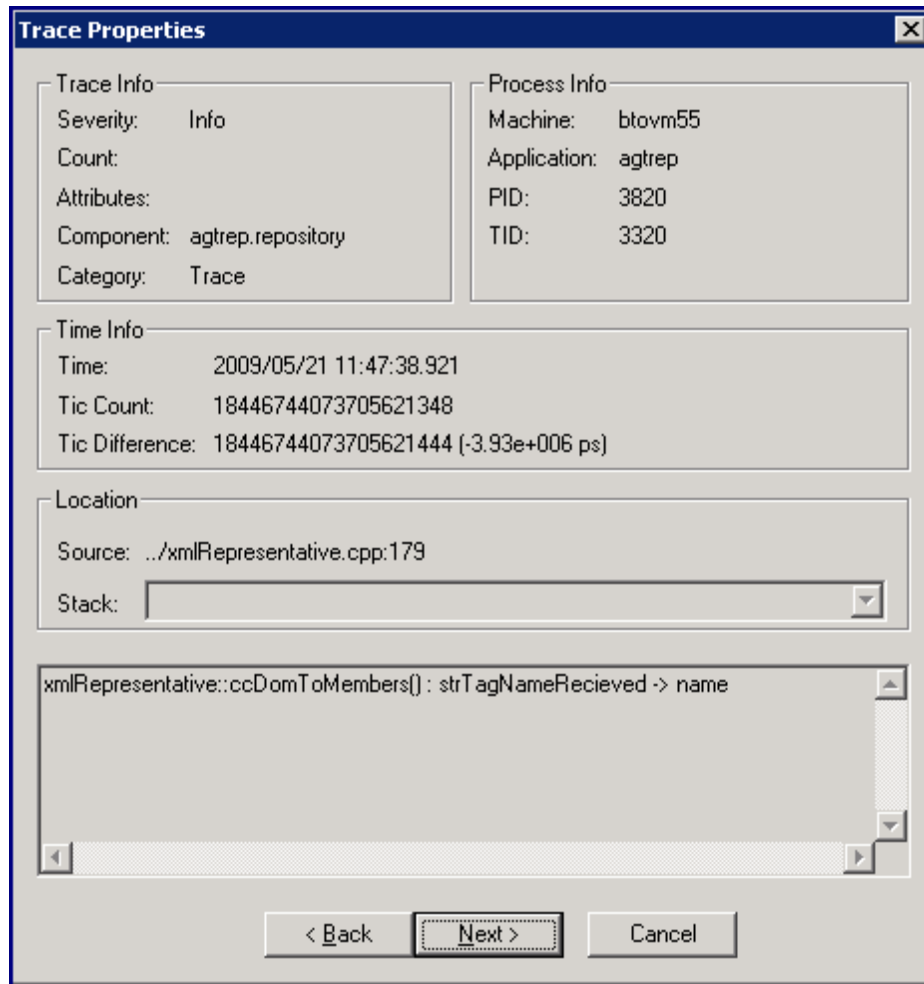 Trace Properties
Trace Info
Severity: Info
Count:
Attributes:
Component: agtrep.repository
Category: Trace
Process Info
Machine: btovm55
Application: agtrep
PID: 3820
TID: 3320
Time Info
Time: 2009/05/21 11:47:38.921
Tic Count: 18446744073705621348
Tic Difference: 18446744073705621444 (-3.93e+006 ps)
Location
Source: ../xmlRepresentative.cpp:179
Stack:
xmlRepresentative::ccDomToMembers() : strTagNameRecieved -> name
< Back
Next >
Cancel